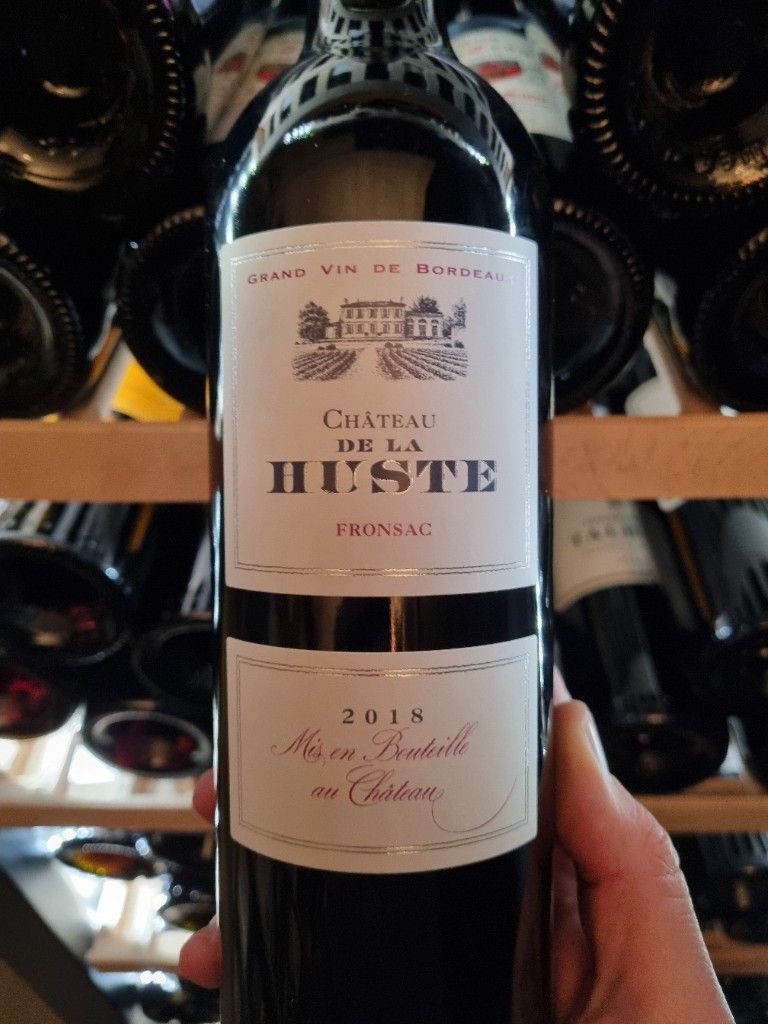 GRAND VIN DE BORDEAUX
CHÂTEAU
DE LA
HUSTE
FRONSAC
2018
Mis en Bouteille
au Château